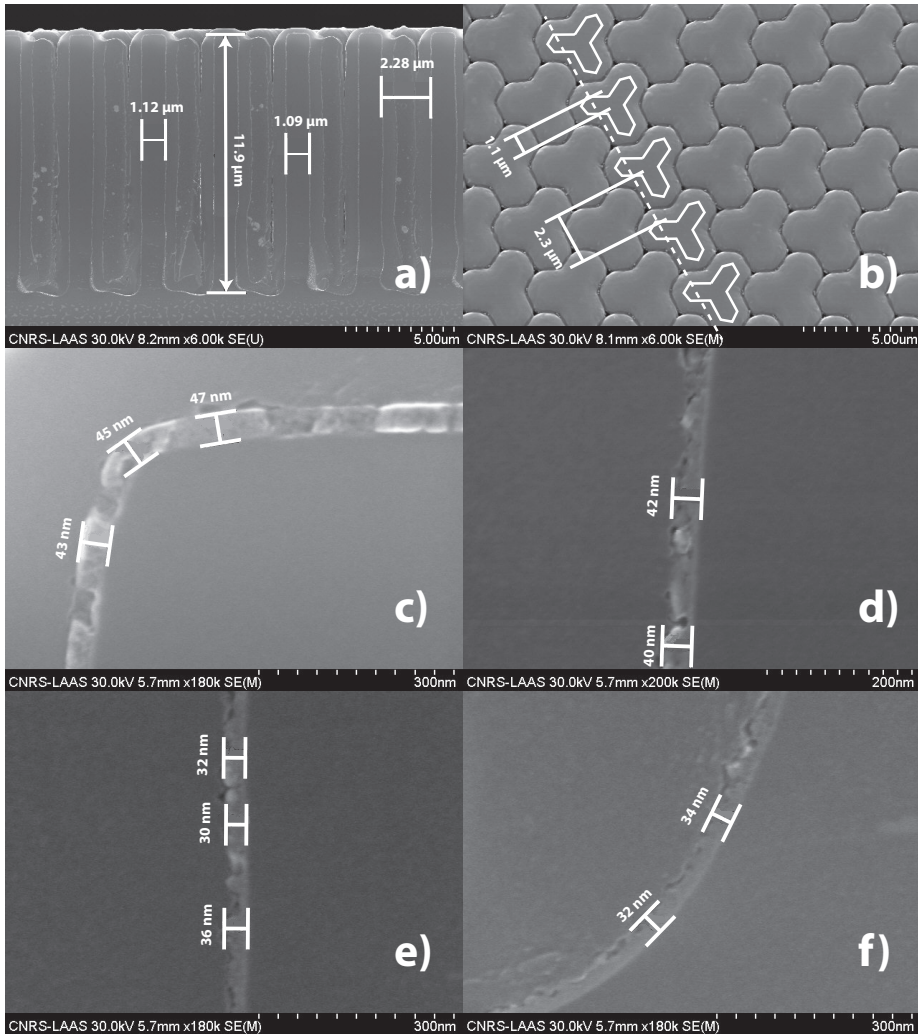 2.28 µm
1.12 µm
1.09 µm
11.9 µm
a)
CNRS-LAAS 30.0kV 8.2mm x6.00k SE(U)
5.00um
1.1 µm
2.3 µm
b)
CNRS-LAAS 30.0kV 8.1mm x6.00k SE(M)
5.00um
47 nm
45 nm
43 nm
c)
CNRS-LAAS 30.0kV 5.7mm x180k SE(M)
300nm
42 nm
40 nm
d)
CNRS-LAAS 30.0kV 5.7mm x200k SE(M)
200nm
32 nm
30 nm
36 nm
e)
CNRS-LAAS 30.0kV 5.7mm x180k SE(M)
300nm
34 nm
32 nm
f)
CNRS-LAAS 30.0kV 5.7mm x180k SE(M)
300nm